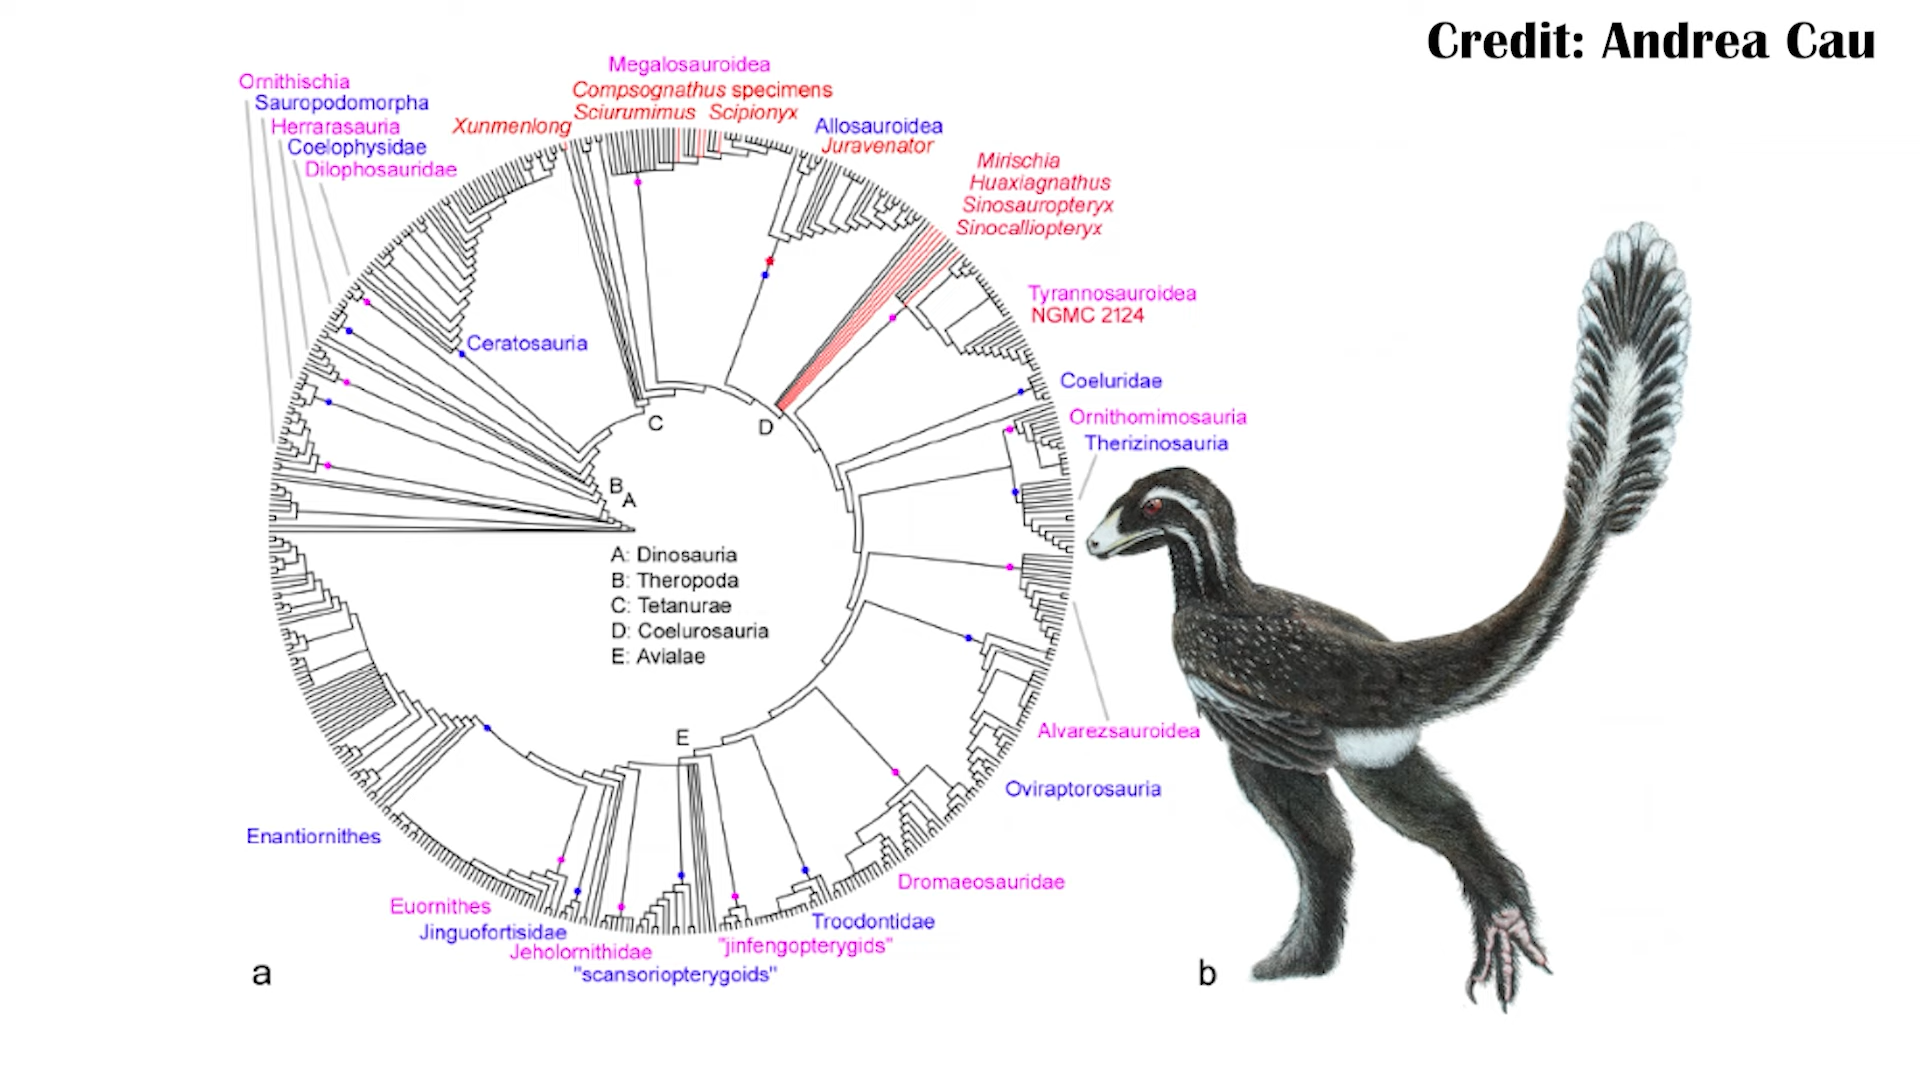 Credit: Andrea Cau
Megalosauroidea
Compsognathus specimens
Sciurumimus Scipionyx
Ornithischia
Sauropodomorpha
Herrarasauria
Coelophysidae
Dilophosauridae
Xunmenlong
Allosauroidea
Juravenator
Mirischia
Huaxiagnathus
Sinosauropteryx
Sinocalliopteryx
Tyrannosauroidea
NGMC 2124
Ceratosauria
Coeluridae
Ornithomimosauria
Therizinosauria
C
D
B
A
A: Dinosauria
B: Theropoda
C: Tetanurae
D: Coelurosauria
E: Avialae
E
Alvarezsauroidea
Oviraptorosauria
Enantiornithes
Dromaeosauridae
Euornithes
Jinguofortisidae
Jeholornithidae
"scansoriopterygoids"
Troodontidae
"jinfengopterygids"
a
b